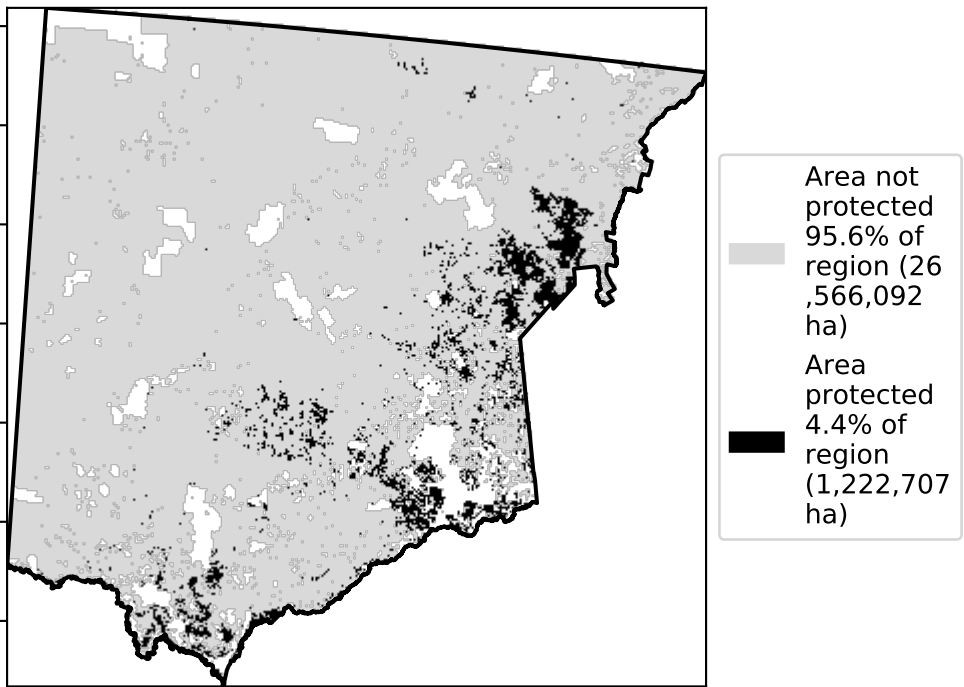 Area not
protected
95.6% of
region (26
,566,092
ha)
Area
protected
4.4% of
region
(1,222,707
ha)